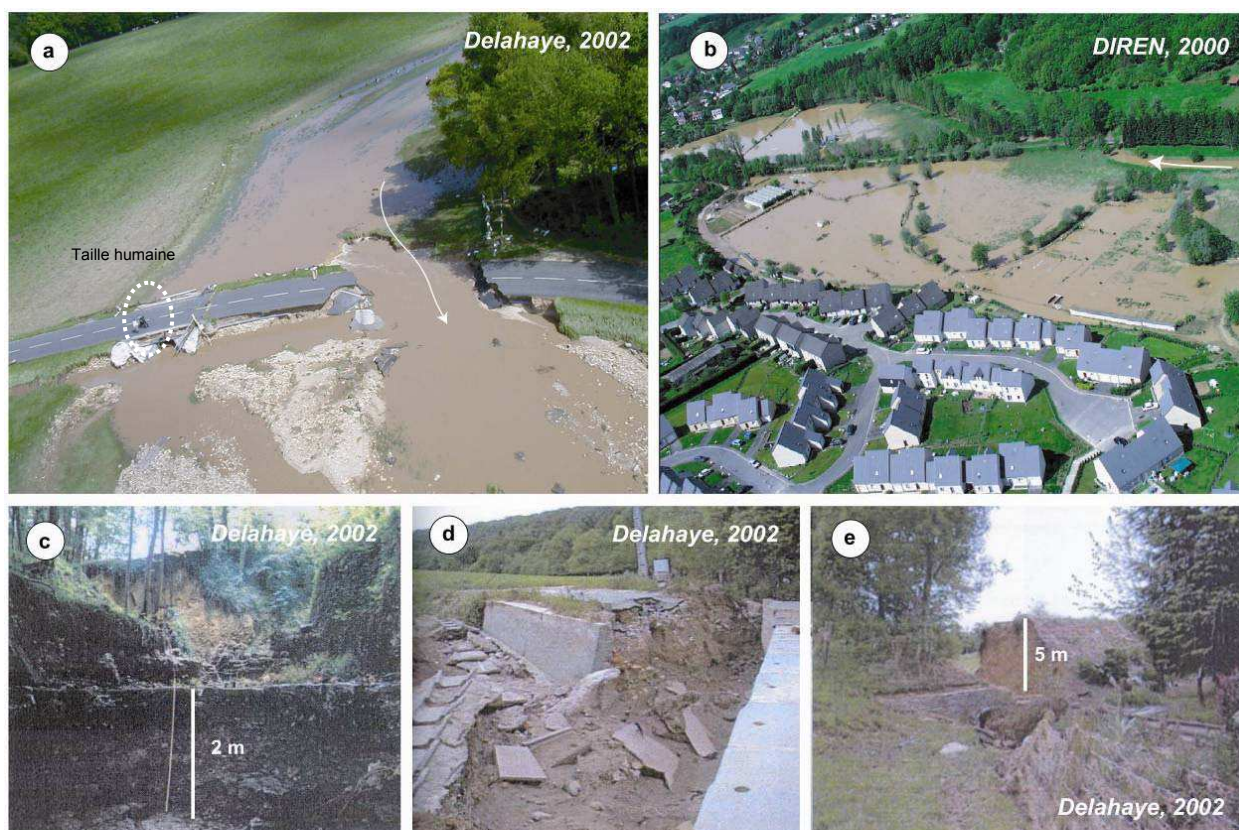 a
Delahaye, 2002
Taille humaine
b
DIREN, 2000
c
Delahaye, 2002
2 m
d
Delahaye, 2002
e
5 m
Delahaye, 2002